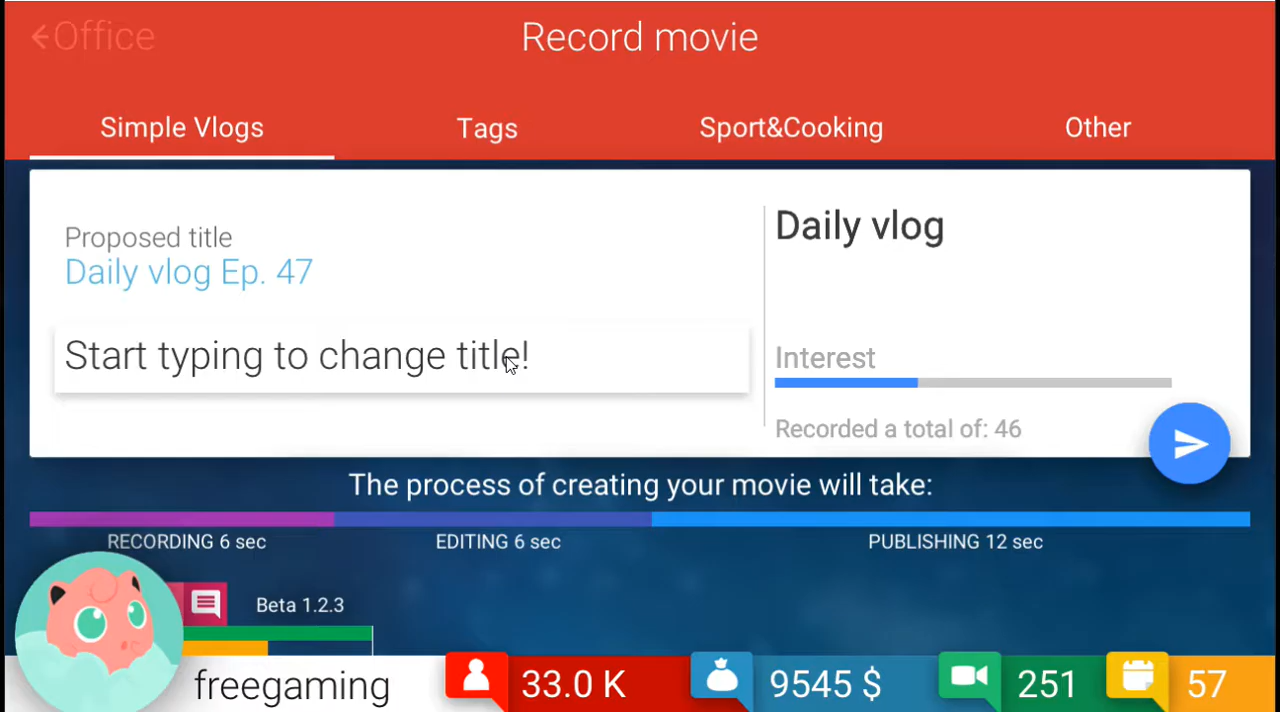 Office
Record movie
Simple Vlogs
Tags
Sport&Cooking
Other
Proposed title
Daily vlog Ep. 47
Start typing to change title!
Daily vlog
Interest
Recorded a total of: 46
The process of creating your movie will take:
RECORDING 6 sec
EDITING 6 sec
PUBLISHING 12 sec
Beta 1.2.3
freegaming
33.0 K
9545 $
251
57